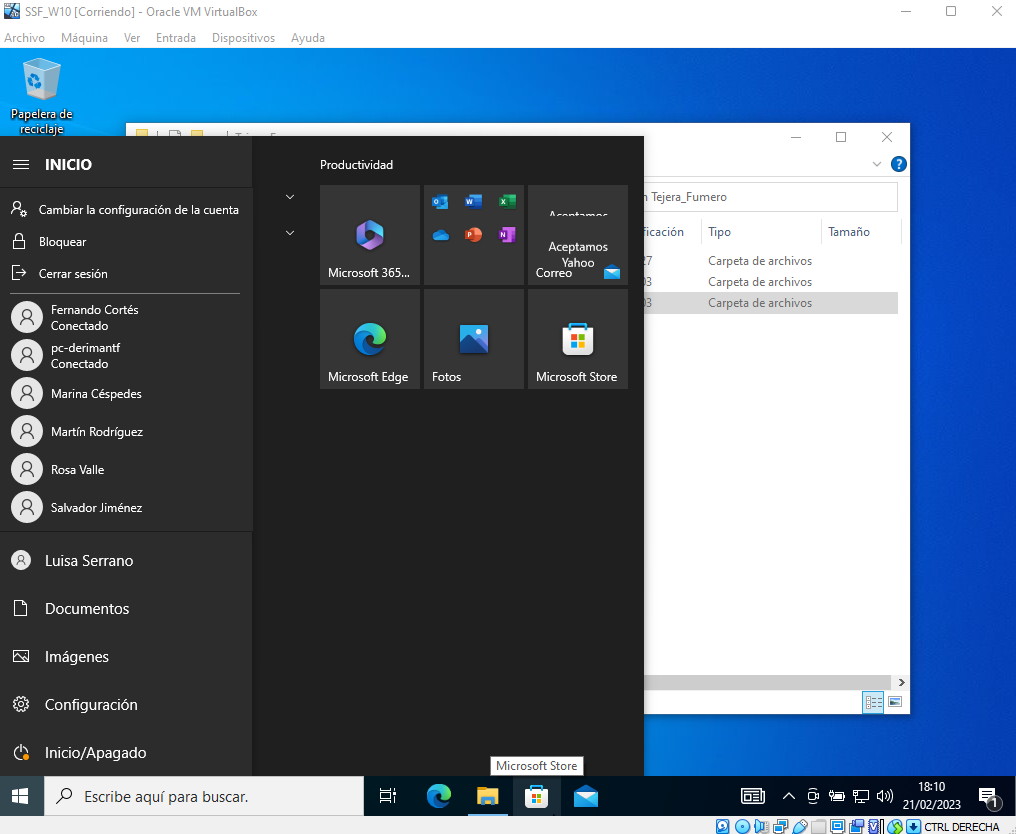 SSF_W10 [Corriendo] - Oracle VM VirtualBox
Archivo Máquina Ver Entrada Dispositivos Ayuda
Papelera de
reciclaje
INICIO
Cambiar la configuración de la cuenta
Bloquear
Cerrar sesión
Fernando Cortés
Conectado
pc-derimantf
Conectado
Marina Céspedes
Martín Rodríguez
Rosa Valle
Salvador Jiménez
Luisa Serrano
Documentos
Imágenes
Configuración
Inicio/Apagado
Productividad
Microsoft 365...
Aceptamos
Aceptamos
Yahoo
Correo
Microsoft Edge
Fotos
Microsoft Store
n Tejera_Fumero
ficación Tipo Tamaño
27 Carpeta de archivos
03 Carpeta de archivos
03 Carpeta de archivos
Microsoft Store
Escribe aquí para buscar.
18:10
21/02/2023
1
CTRL DERECHA